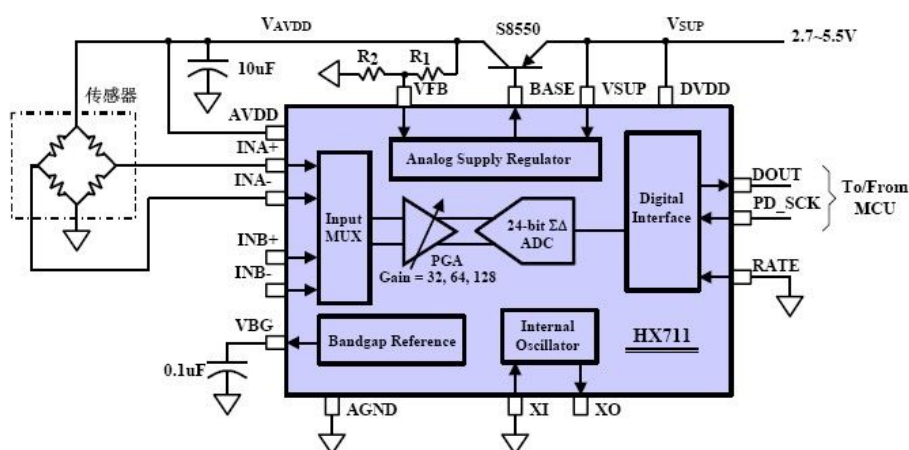 VAVDD
S8550
VSUP
2.7~5.5V
R2
R1
10uF
VFB
BASE
VSUP
DVDD
传感器
AVDD
INA+
INA-
INB+
INB-
VBG
0.1uF
Analog Supply Regulator
Input
MUX
PGA
Gain = 32, 64, 128
24-bit ΣΔ
ADC
Digital
Interface
DOUT
PD_SCK
To/From
MCU
RATE
Bandgap Reference
Internal
Oscillator
HX711
AGND
XI
XO